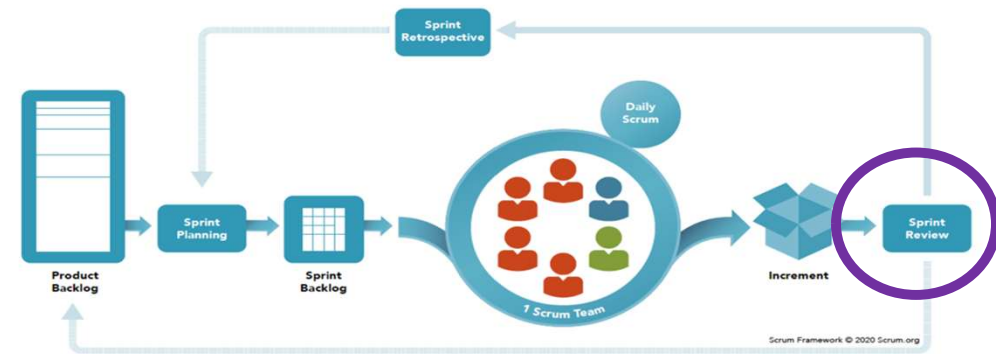 Sprint
Retrospective
Daily
Scrum
Sprint
Planning
Sprint
Review
Product
Backlog
Sprint
Backlog
Increment
1 Scrum Team
Scrum Framework © 2020 Scrum.org